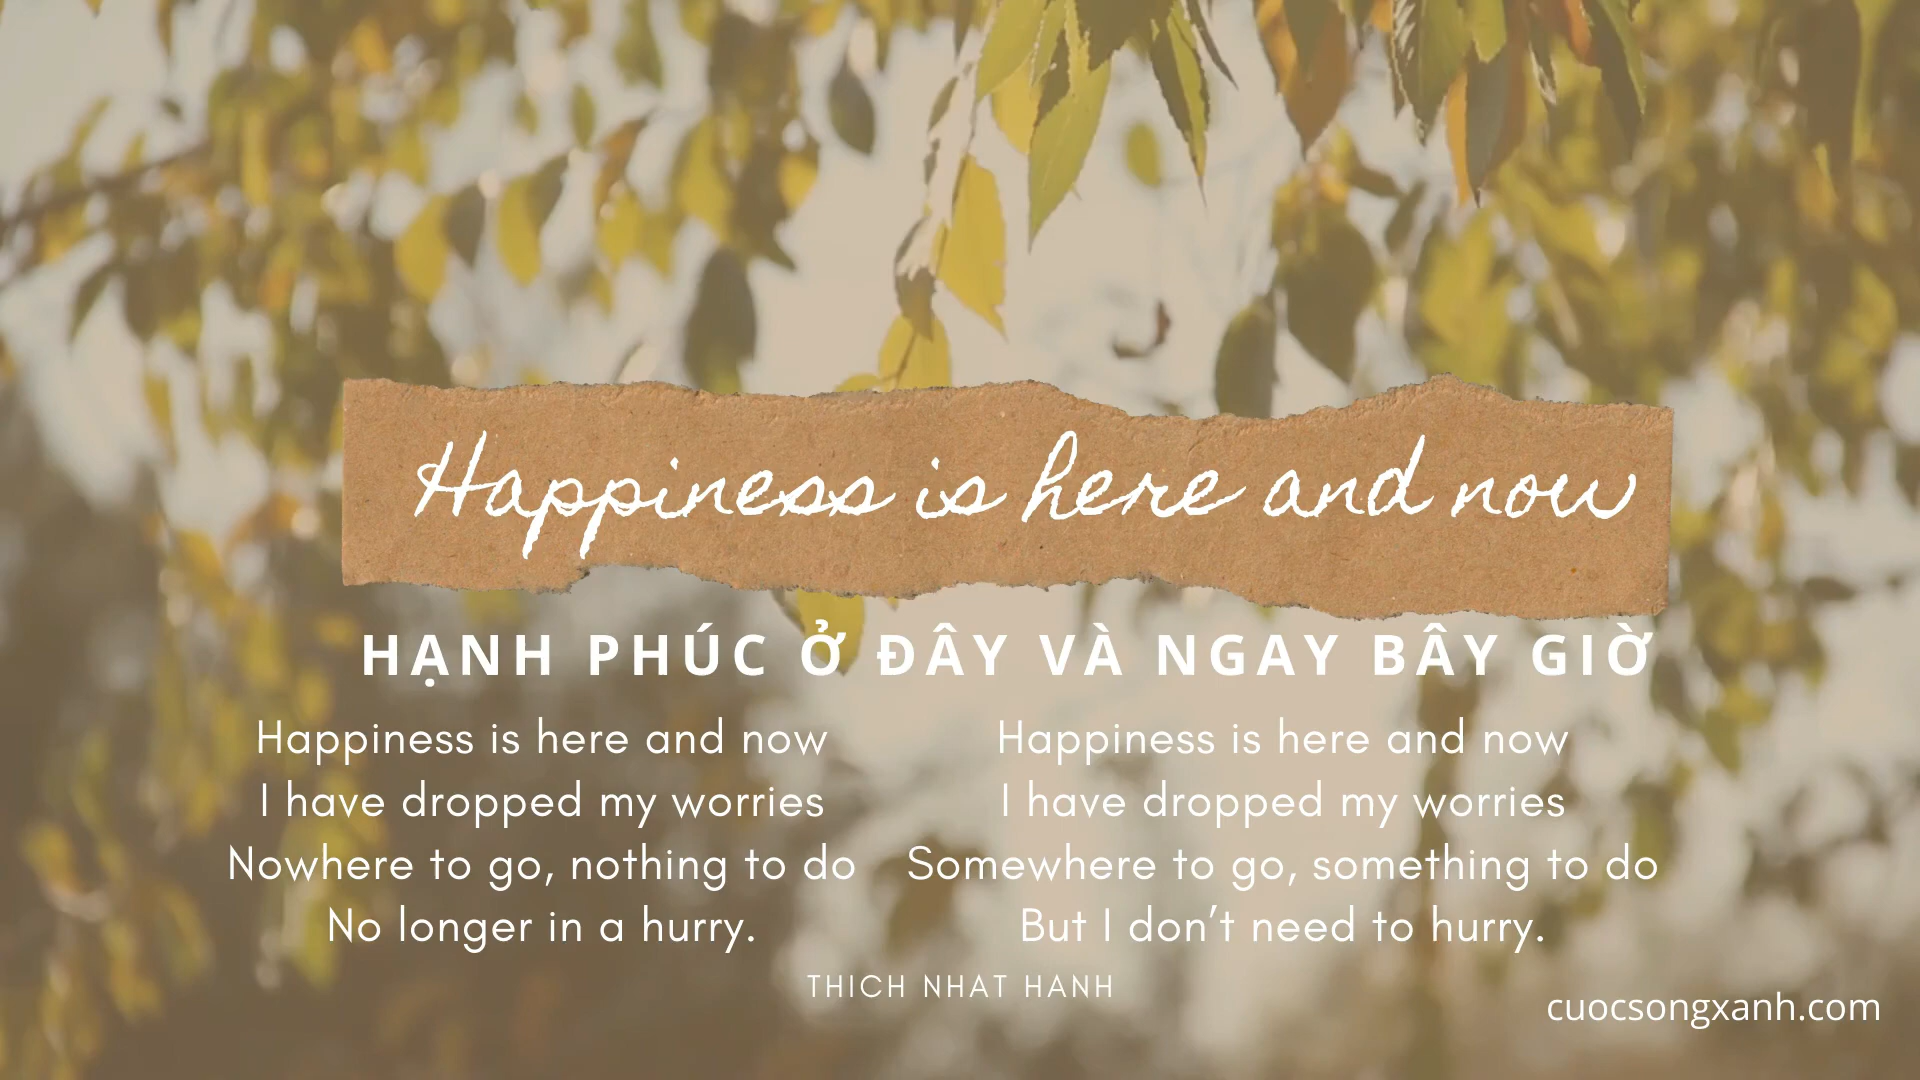 Happiness is here and now
HẠNH PHÚC Ở ĐÂY VÀ NGAY BÂY GIỜ
Happiness is here and now
I have dropped my worries
Nowhere to go, nothing to do
No longer in a hurry.
Happiness is here and now
I have dropped my worries
Somewhere to go, something to do
But I don’t need to hurry.
THICH NHAT HANH
cuocsongxanh.com